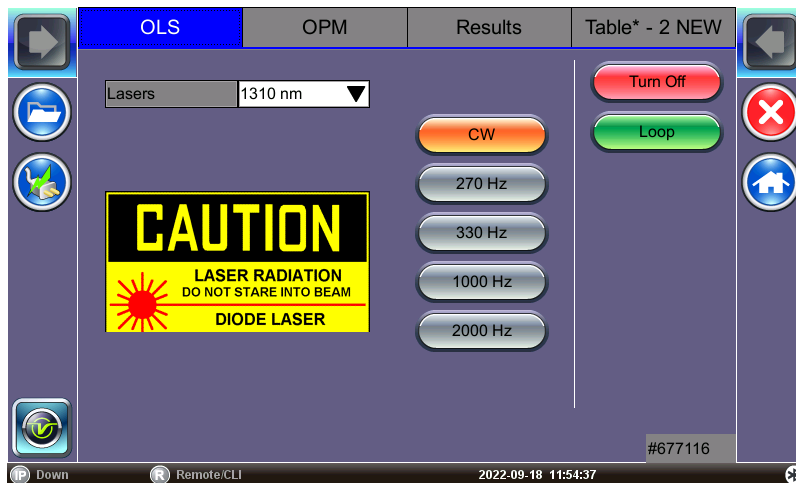 OLS OPM Results Table* - 2 NEW
Lasers 1310 nm
Turn Off
Loop
CW
270 Hz
330 Hz
1000 Hz
2000 Hz
CAUTION
LASER RADIATION
DO NOT STARE INTO BEAM
DIODE LASER
#677116
IP Down R Remote/CLI 2022-09-18 11:54:37